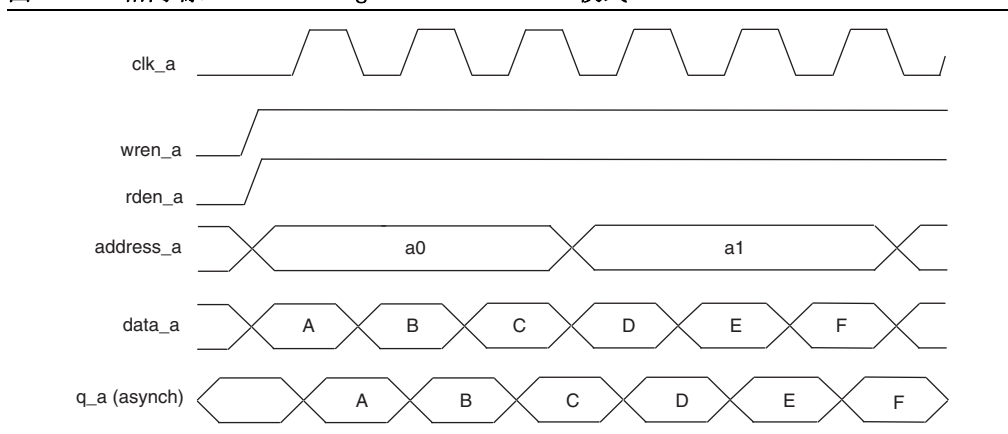 clk_a
wren_a
rden_a
address_a a0 a1
data_a A B C D E F
q_a (asynch) A B C D E F